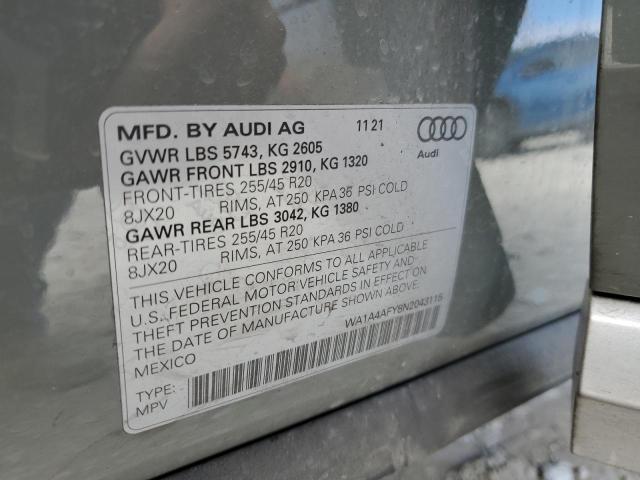 MFD. BY AUDI AG 11 21
GVWR LBS 5743, KG 2605
GAWR FRONT LBS 2910, KG 1320
FRONT-TIRES 255/45 R20
8JX20 RIMS, AT 250 KPA 36 PSI COLD
GAWR REAR LBS 3042, KG 1380
REAR-TIRES 255/45 R20
8JX20 RIMS, AT 250 KPA 36 PSI COLD
Audi
THIS VEHICLE CONFORMS TO ALL APPLICABLE
U.S. FEDERAL MOTOR VEHICLE SAFETY AND
THEFT PREVENTION STANDARDS IN EFFECT ON
THE DATE OF MANUFACTURE SHOWN ABOVE.
MEXICO
WA1A4AFY8N2043115
TYPE:
MPV